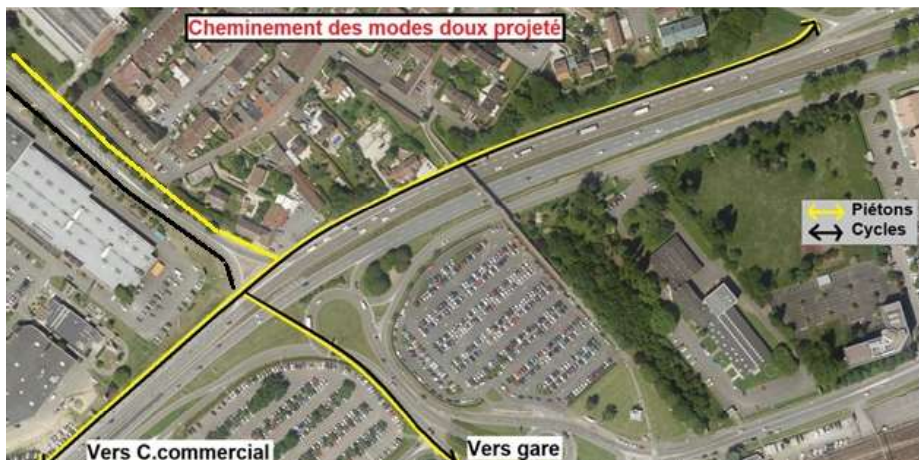 Cheminement des modes doux projeté
Piétons
Cycles
Vers C.commercial
Vers gare